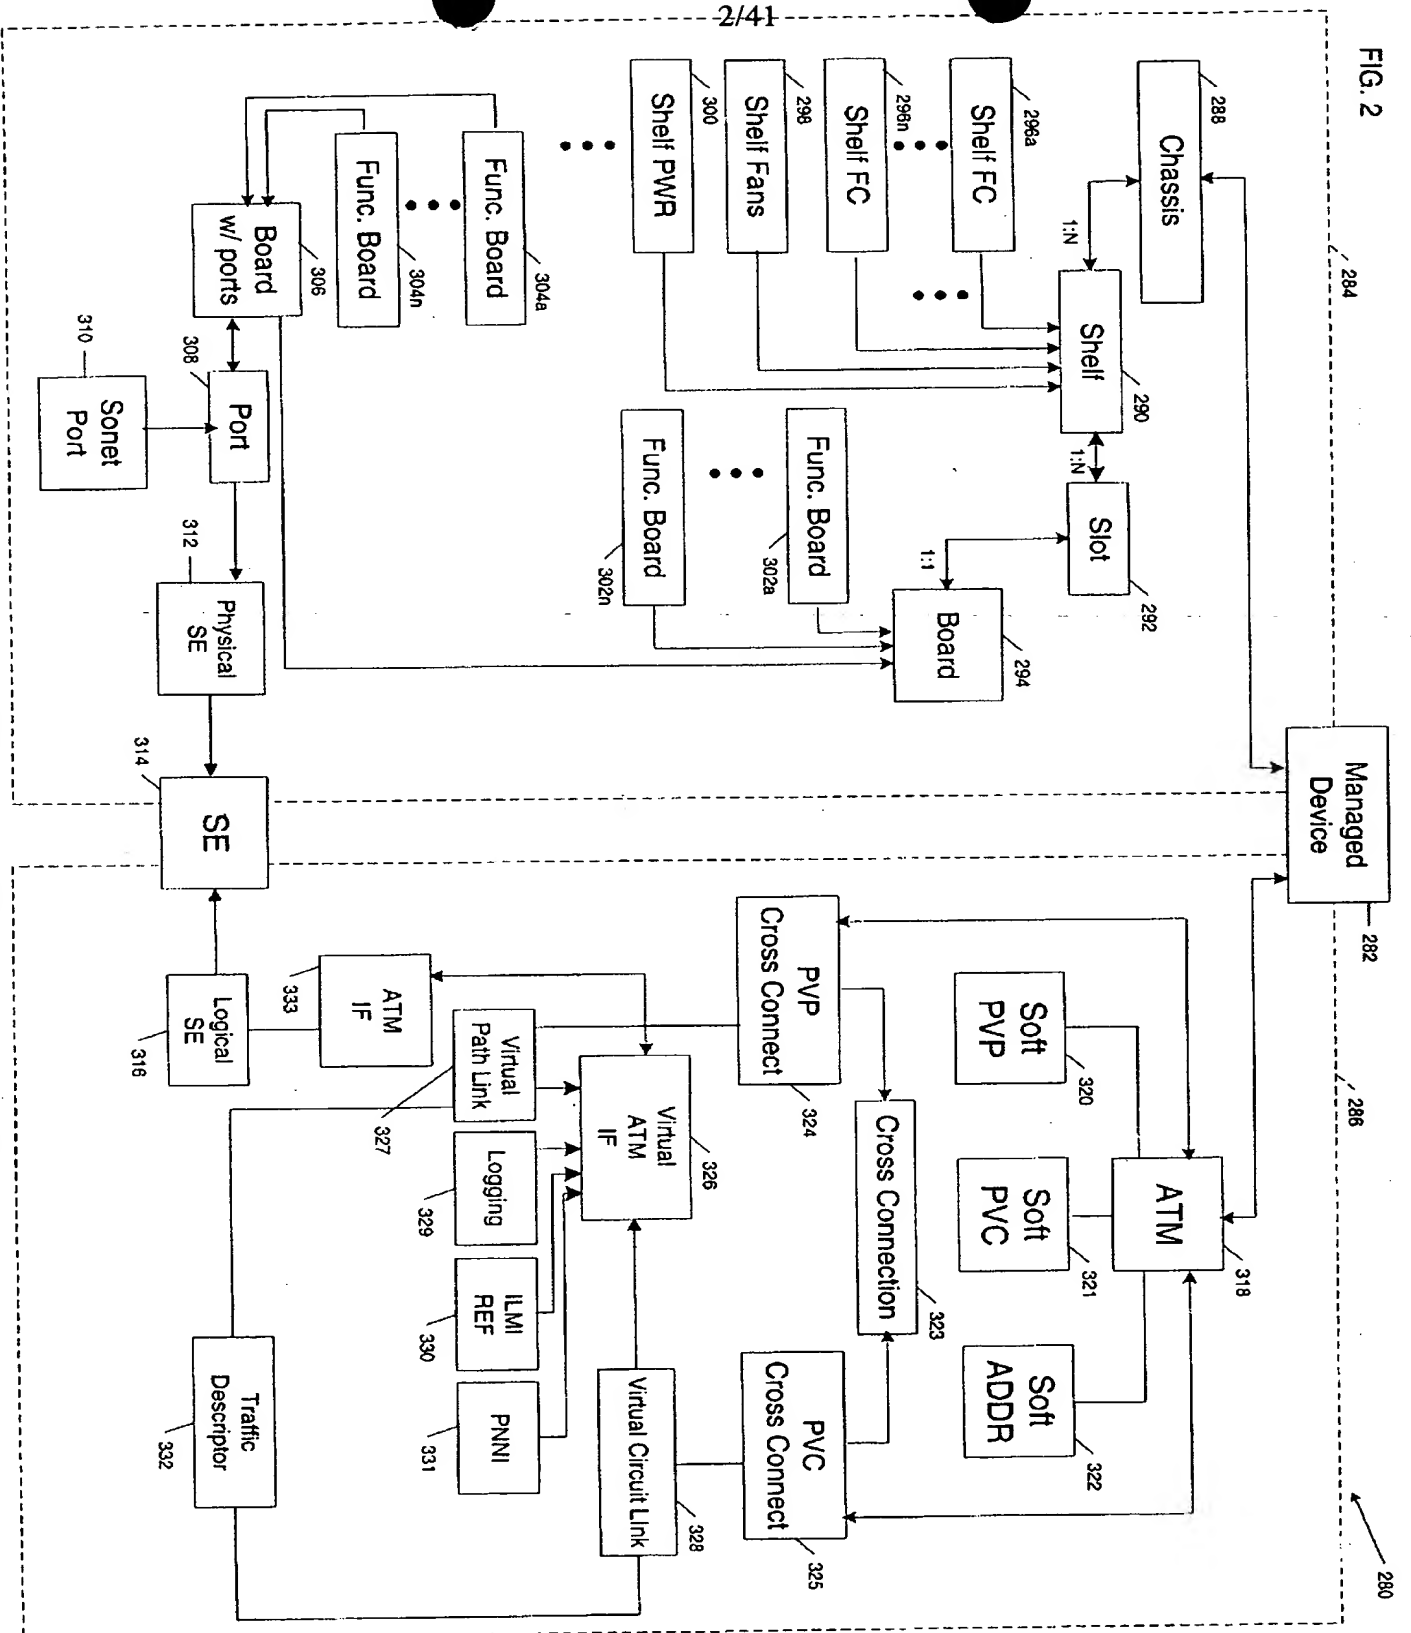 2/41
FIG. 2
280
Managed
Device
282
284
286
288
Chassis
1:N
Shelf
290
1:N
Slot
292
1:1
Board
294
296a
Shelf FC
296n
Shelf FC
298
Shelf Fans
300
Shelf PWR
Func. Board
302a
Func. Board
302n
Func. Board
304a
Func. Board
304n
Board
w/ ports
306
308
Port
310
Sonet
Port
312
Physical
SE
314
SE
Logical
SE
316
ATM
IF
333
ATM
318
Soft
PVP
320
Soft
PVC
321
Soft
ADDR
322
Cross Connection
323
PVP
Cross Connect
324
PVC
Cross Connect
325
Virtual
ATM
IF
326
Virtual
Path Link
327
Virtual Circuit LInk
328
Logging
329
ILMI
REF
330
PNNI
331
Traffic
Descriptor
332